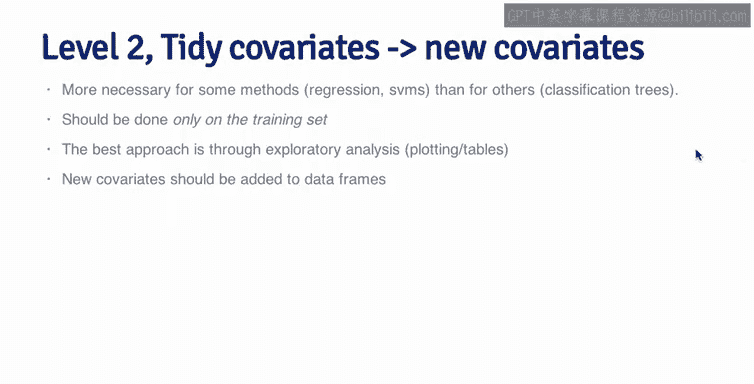 GPT中英字幕课程资源@bilibili.com
Level 2, Tidy covariates -> new covariates
· More necessary for some methods (regression, svms) than for others (classification trees).
· Should be done only on the training set
· The best approach is through exploratory analysis (plotting/tables)
· New covariates should be added to data frames